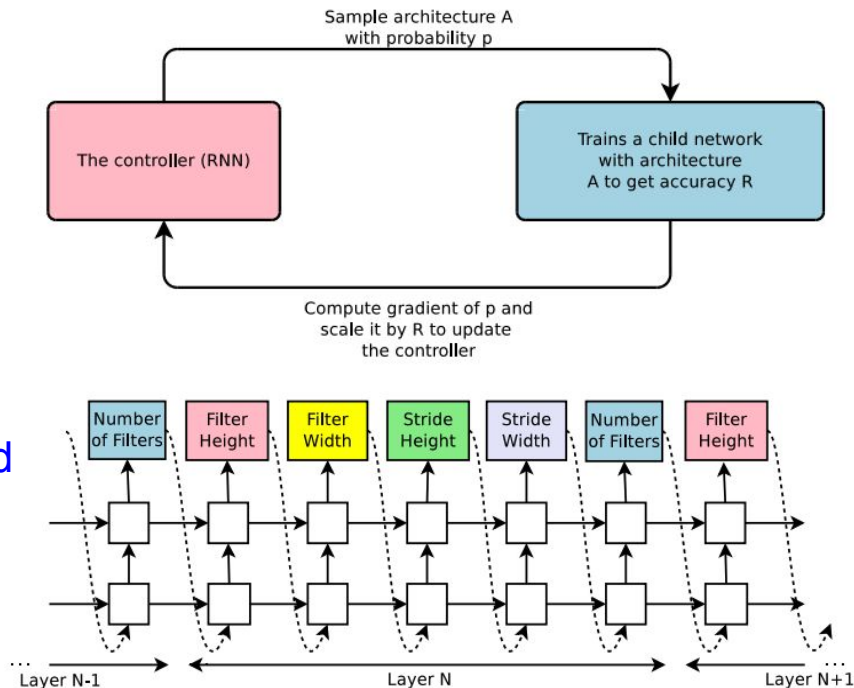 Sample architecture A
with probability p
The controller (RNN)
Trains a child network
with architecture
A to get accuracy R
Compute gradient of p and
scale it by R to update
the controller
d
Number
of Filters
Filter
Height
Filter
Width
Stride
Height
Stride
Width
Number
of Filters
Filter
Height
...
Layer N-1
Layer N
...
Layer N+1